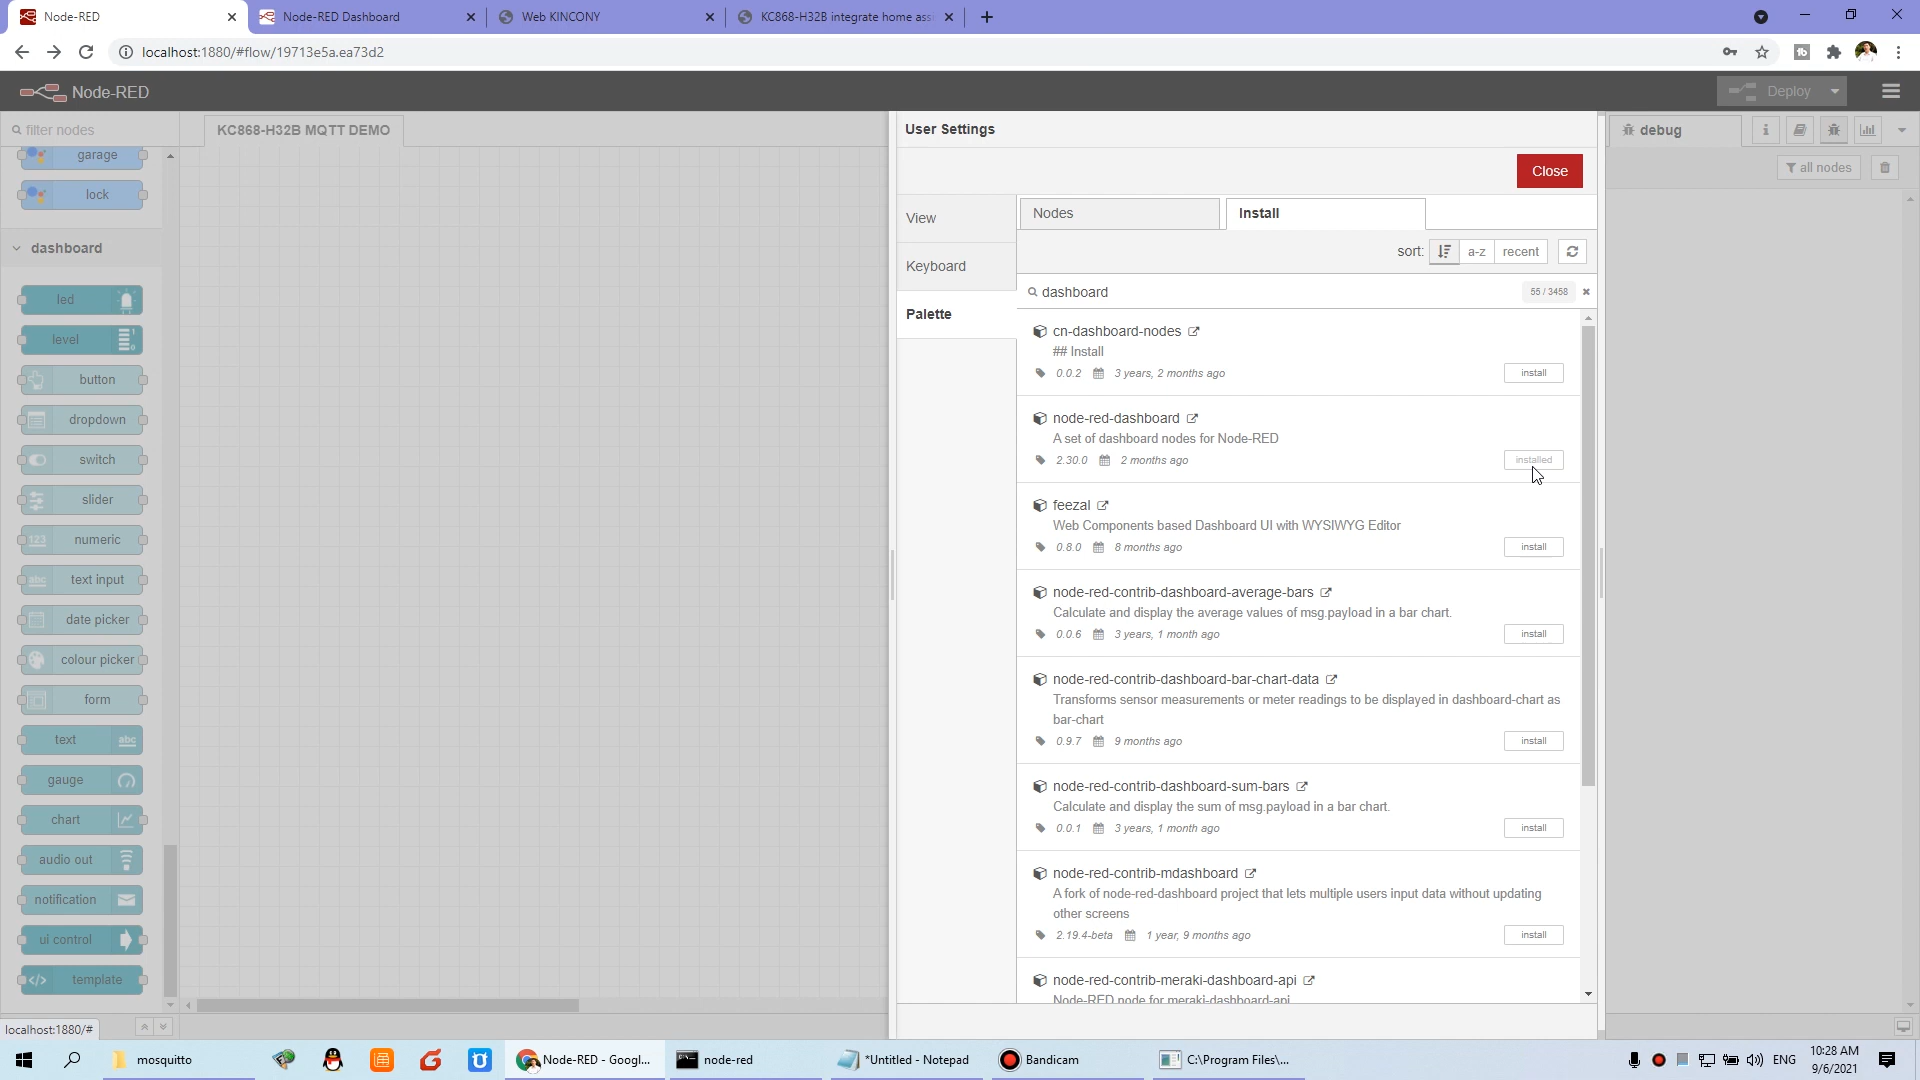 Node-RED
Node-RED Dashboard
Web KINCONY
KC868-H32B integrate home assi
localhost:1880/#flow/19713e5a.ea73d2
Node-RED
Deploy
filter nodes
garage
lock
dashboard
led
level
button
dropdown
switch
slider
123 numeric
abc text input
date picker
colour picker
form
text abc
gauge
chart
audio out
notification
ui control
</> template
KC868-H32B MQTT DEMO
User Settings
Close
View
Keyboard
Palette
Nodes
Install
sort: a-z recent
dashboard
55 / 3458
cn-dashboard-nodes
## Install
0.0.2 3 years, 2 months ago
install
node-red-dashboard
A set of dashboard nodes for Node-RED
2.30.0 2 months ago
installed
feezal
Web Components based Dashboard UI with WYSIWYG Editor
0.8.0 8 months ago
install
node-red-contrib-dashboard-average-bars
Calculate and display the average values of msg.payload in a bar chart.
0.0.6 3 years, 1 month ago
install
node-red-contrib-dashboard-bar-chart-data
Transforms sensor measurements or meter readings to be displayed in dashboard-chart as
bar-chart
0.9.7 9 months ago
install
node-red-contrib-dashboard-sum-bars
Calculate and display the sum of msg.payload in a bar chart.
0.0.1 3 years, 1 month ago
install
node-red-contrib-mdashboard
A fork of node-red-dashboard project that lets multiple users input data without updating
other screens
2.19.4-beta 1 year, 9 months ago
install
node-red-contrib-meraki-dashboard-api
Node-RED node for meraki-dashboard-api
debug
i
all nodes
localhost:1880/#
mosquitto
Node-RED - Googl...
node-red
*Untitled - Notepad
Bandicam
C:\Program Files\...
ENG
10:28 AM
9/6/2021